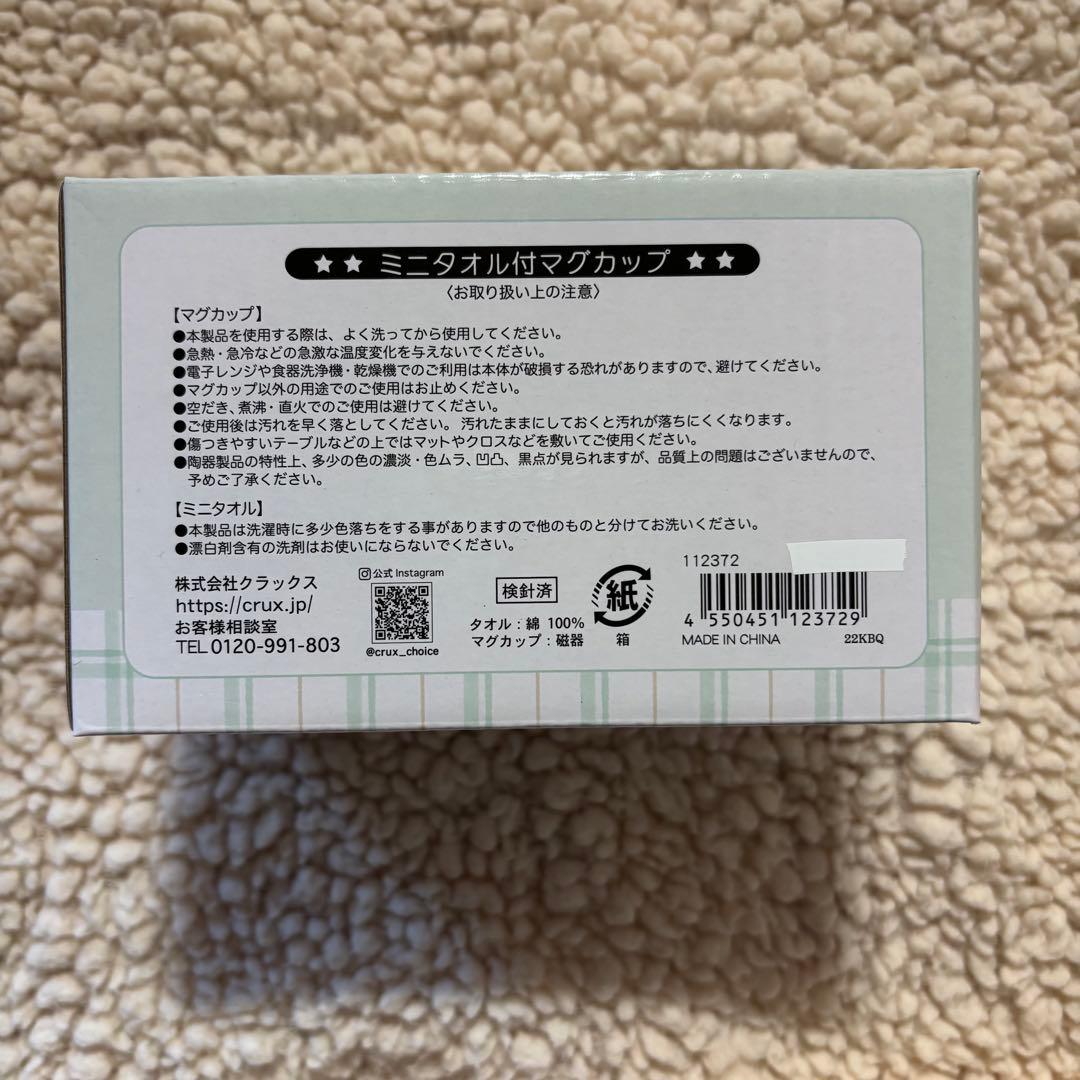 ★★ ミニタオル付マグカップ ★★
〈お取り扱い上の注意〉
【マグカップ】
●本製品を使用する際は、よく洗ってから使用してください。
●急熱・急冷などの急激な温度変化を与えないでください。
●電子レンジや食器洗浄機・乾燥機でのご利用は本体が破損する恐れがありますので、避けてください。
●マグカップ以外の用途でのご使用はお止めください。
●空だき、煮沸・直火でのご使用は避けてください。
●ご使用後は汚れを早く落としてください。汚れたままにしておくと汚れが落ちにくくなります。
●傷つきやすいテーブルなどの上ではマットやクロスなどを敷いてご使用ください。
●陶器製品の特性上、多少の色の濃淡・色ムラ、凹凸、黒点が見られますが、品質上の問題はございませんので、
予めご了承ください。
【ミニタオル】
●本製品は洗濯時に多少色落ちをする事がありますので他のものと分けてお洗いください。
●漂白剤含有の洗剤はお使いにならないでください。
株式会社クラックス
https://crux.jp/
お客様相談室
TEL 0120-991-803
公式 Instagram
@crux_choice
検針済
タオル：綿 100%
マグカップ：磁器
紙
箱
112372
4 550451 123729
MADE IN CHINA 22KBQ